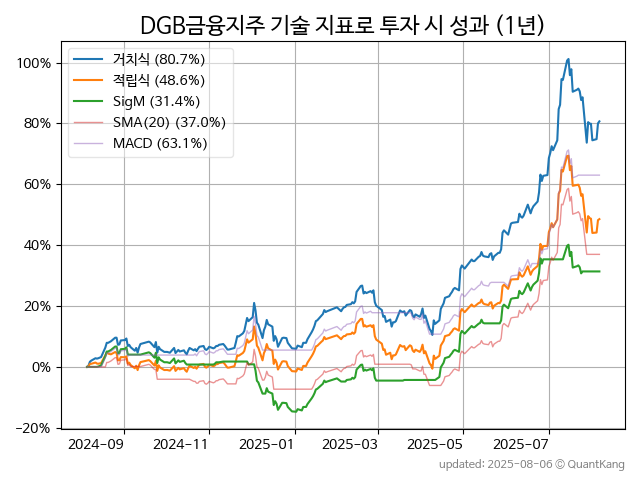 DGB금융지주 기술 지표로 투자 시 성과 (1년)
거치식 (80.7%)
적립식 (48.6%)
SigM (31.4%)
SMA(20) (37.0%)
MACD (63.1%)
100%
80%
60%
40%
20%
0%
−20%
2024-09 2024-11 2025-01 2025-03 2025-05 2025-07
updated: 2025-08-06 © QuantKang